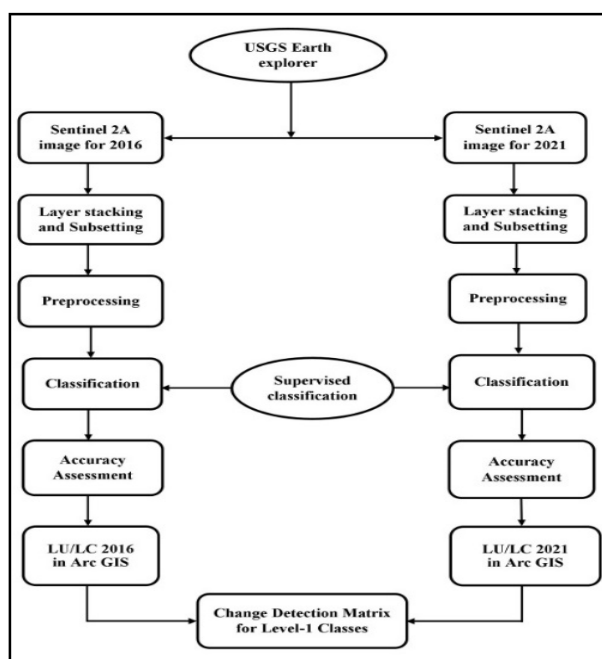 USGS Earth
explorer
Sentinel 2A
image for 2016
Sentinel 2A
image for 2021
Layer stacking
and Subsetting
Layer stacking
and Subsetting
Preprocessing
Preprocessing
Classification
Supervised
classification
Classification
Accuracy
Assessment
Accuracy
Assessment
LU/LC 2016
in Arc GIS
LU/LC 2021
in Arc GIS
Change Detection Matrix
for Level-1 Classes